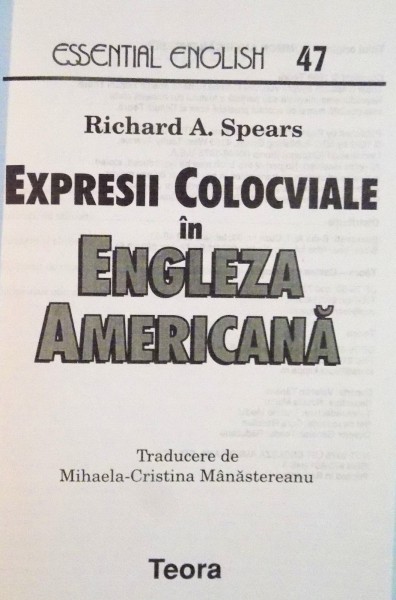 ESSENTIAL ENGLISH 47
Richard A. Spears
EXPRESII COLOCVIALE
în
ENGLEZA
AMERICANĂ
Traducere de
Mihaela-Cristina Mânăstereanu
Teora